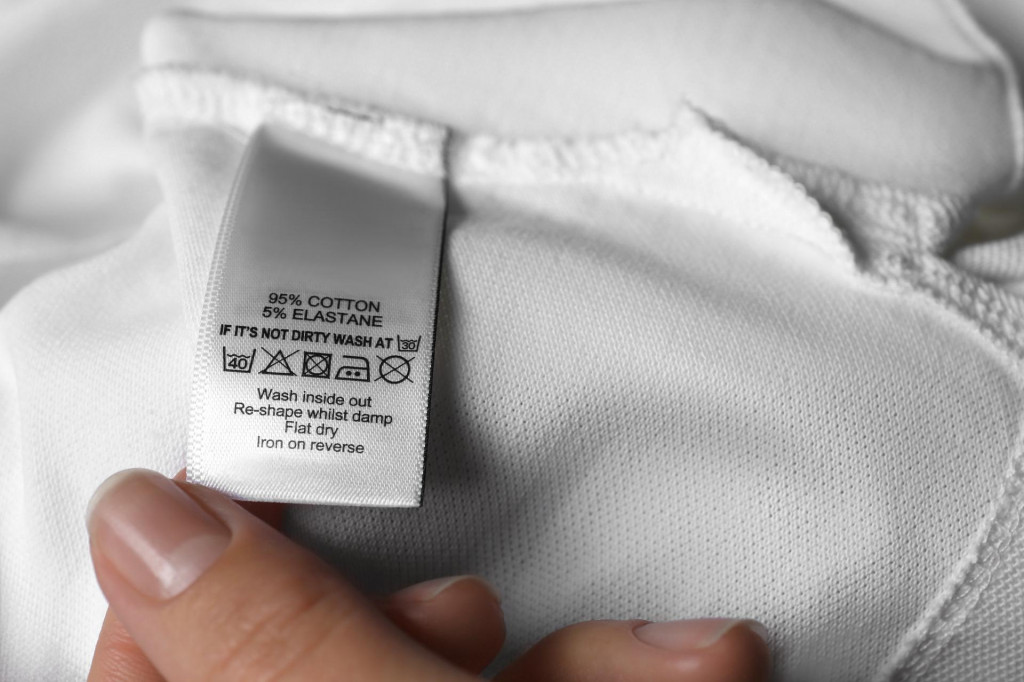 95% COTTON
5% ELASTANE
IF IT'S NOT DIRTY WASH AT 30
40
Wash inside out
Re-shape whilst damp
Flat dry
Iron on reverse